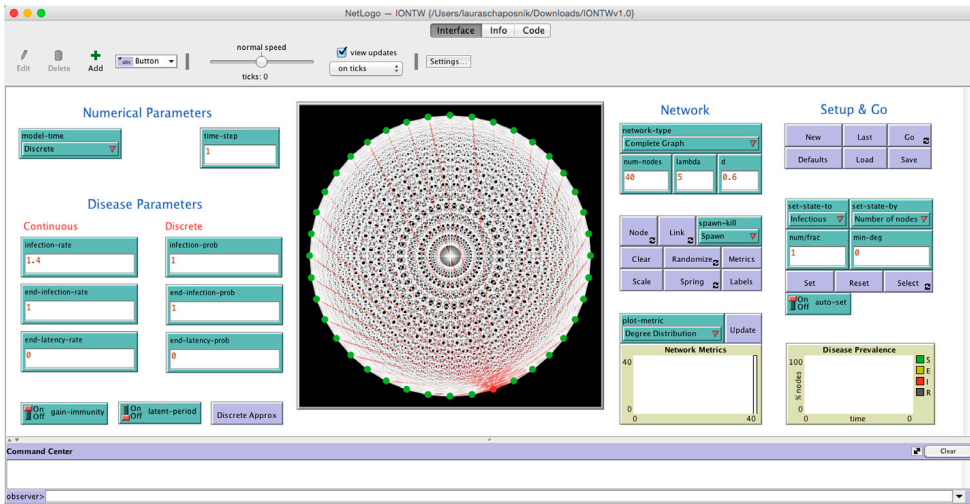 NetLogo — IONTW {/Users/lauraschaposnik/Downloads/IONTWv1.0}
Interface Info Code
Edit Delete Add abc Button normal speed ticks: 0 view updates on ticks Settings...
Numerical Parameters
model-time
Discrete
time-step
1
Disease Parameters
Continuous Discrete
infection-rate
1.4
infection-prob
1
end-infection-rate
1
end-infection-prob
1
end-latency-rate
0
end-latency-prob
0
On
Off gain-immunity
On
Off latent-period
Discrete Approx
Network
network-type
Complete Graph
num-nodes lambda d
40 5 0.6
Node Link spawn-kill
Spawn
Clear Randomize Metrics
Scale Spring Labels
plot-metric
Degree Distribution Update
Network Metrics
40
0
0 40
Setup & Go
New Last Go
Defaults Load Save
set-state-to set-state-by
Infectious Number of nodes
num/frac min-deg
1 0
Set Reset Select
On
Off auto-set
Disease Prevalence
100
% nodes
0
0 time 0
S
E
I
R
Command Center Clear
observer>